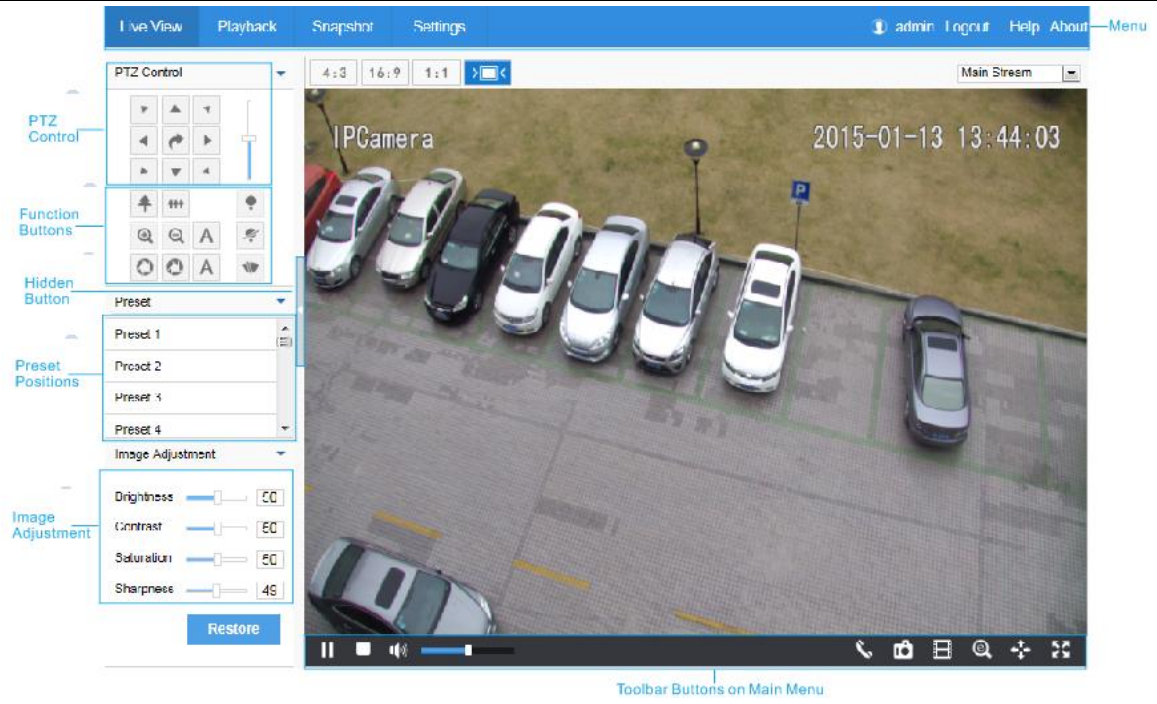 Live View Playback Snapshot Settings admin Logout Help About
Menu
PTZ Control
4:3 16:9 1:1
Main Stream
IPCamera
2015-01-13 13:44:03
PTZ
Control
P
Function
Buttons
A
A
Hidden
Button
Preset
Preset 1
Preset 2
Preset 3
Preset 4
Preset
Positions
Image Adjustment
Brightness 50
Contrast 50
Saturation 50
Sharpness 49
Image
Adjustment
Restore
Toolbar Buttons on Main Menu